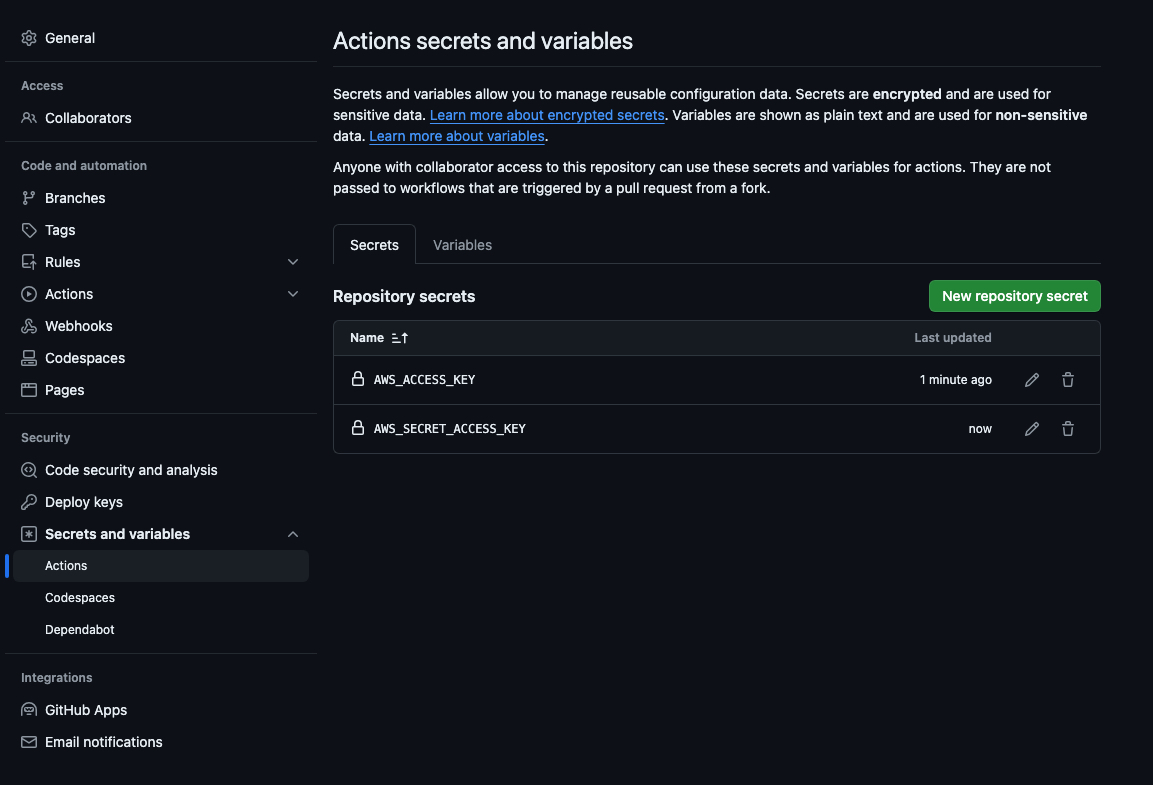 General
Access
Collaborators
Code and automation
Branches
Tags
Rules
Actions
Webhooks
Codespaces
Pages
Security
Code security and analysis
Deploy keys
Secrets and variables
Actions
Codespaces
Dependabot
Integrations
GitHub Apps
Email notifications
Actions secrets and variables
Secrets and variables allow you to manage reusable configuration data. Secrets are encrypted and are used for
sensitive data. Learn more about encrypted secrets. Variables are shown as plain text and are used for non-sensitive
data. Learn more about variables.
Anyone with collaborator access to this repository can use these secrets and variables for actions. They are not
passed to workflows that are triggered by a pull request from a fork.
Secrets Variables
Repository secrets New repository secret
Name Last updated
AWS_ACCESS_KEY 1 minute ago
AWS_SECRET_ACCESS_KEY now